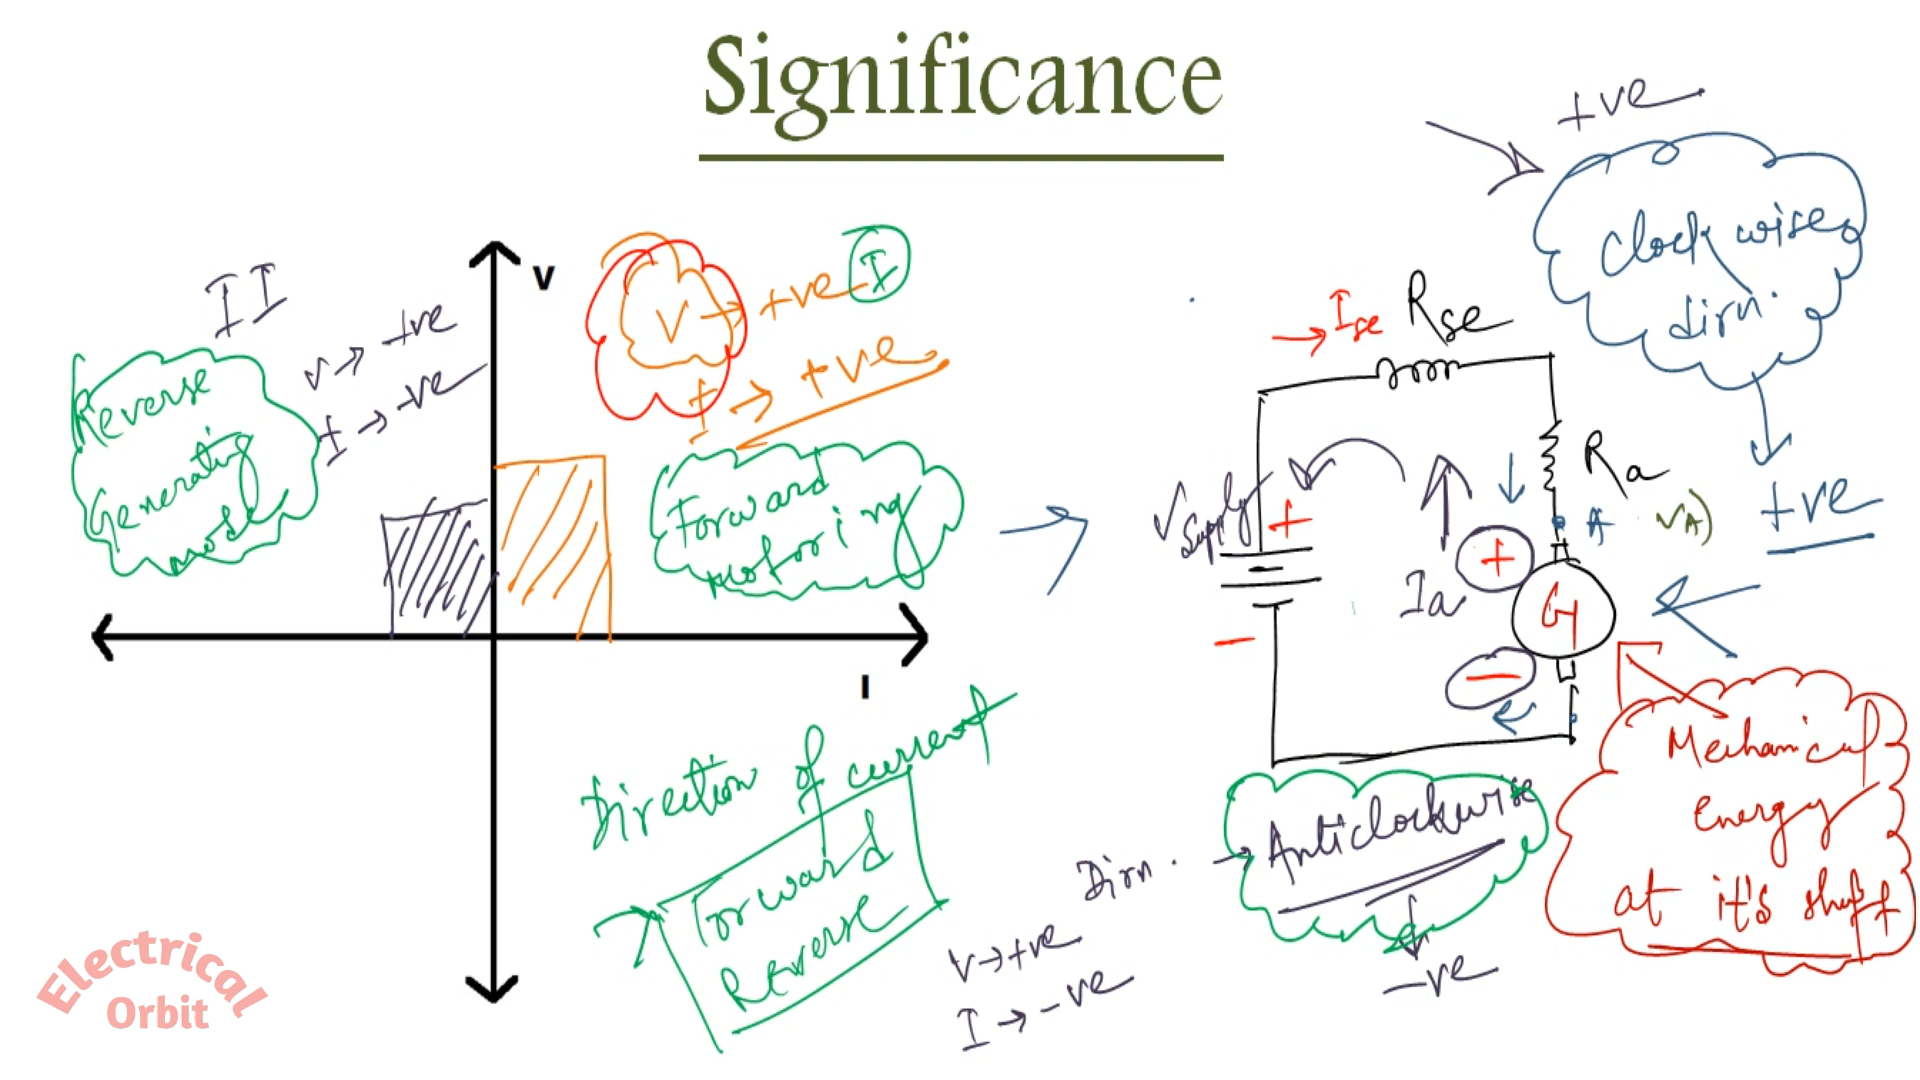 Significance
+ve
Clockwise
dirn.
+ve
V
I
II
V → +ve
I → -ve
Reverse
Generating
mode
V → +ve
I
I → +ve
Forward
motoring
I
Direction of current
Forward
Reverse
Ise
Rse
Ra
Vsupply
+
-
A
VA)
Ia
+
G
-
Mechanical
Energy
at it's shaft
Dirn. → Anticlockwise
-ve
V → +ve
I → -ve
Electrical
Orbit